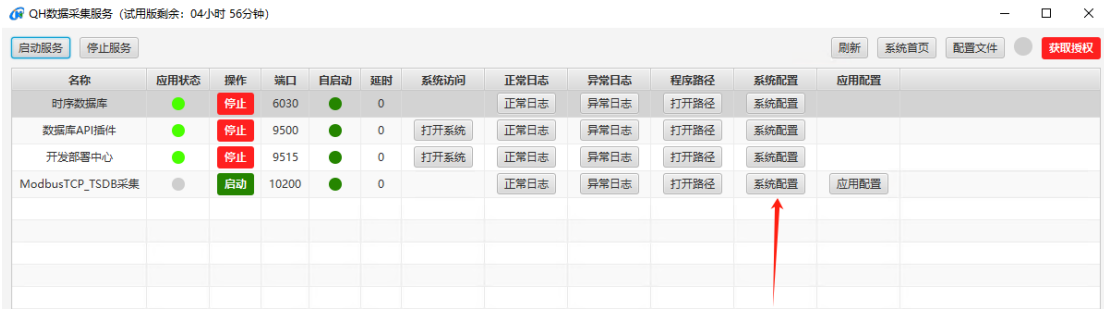 QH数据采集服务（试用版剩余：04小时 56分钟）
启动服务 停止服务 刷新 系统首页 配置文件 获取授权
名称 应用状态 操作 端口 自启动 延时 系统访问 正常日志 异常日志 程序路径 系统配置 应用配置
时序数据库 停止 6030 0 正常日志 异常日志 打开路径 系统配置
数据库API插件 停止 9500 0 打开系统 正常日志 异常日志 打开路径 系统配置
开发部署中心 停止 9515 0 打开系统 正常日志 异常日志 打开路径 系统配置
ModbusTCP_TSDB采集 启动 10200 0 正常日志 异常日志 打开路径 系统配置 应用配置